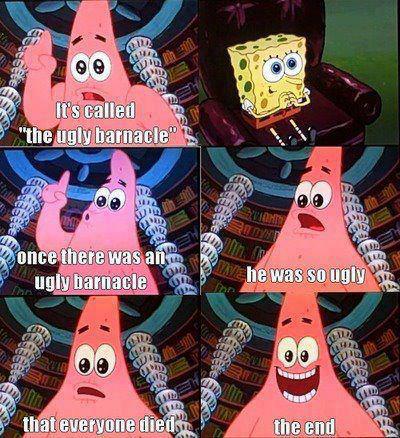 It's called
"the ugly barnacle"
once there was an
ugly barnacle
he was so ugly
that everyone died
the end